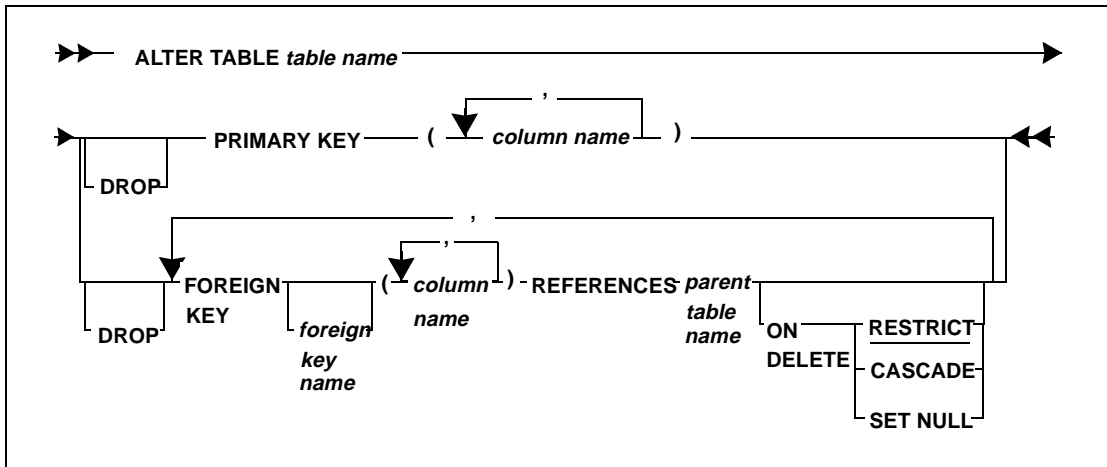 ALTER TABLE table name
,
PRIMARY KEY ( column name )
DROP
,
,
FOREIGN KEY ( column name ) REFERENCES parent table name
DROP
foreign key name
ON DELETE
RESTRICT
CASCADE
SET NULL